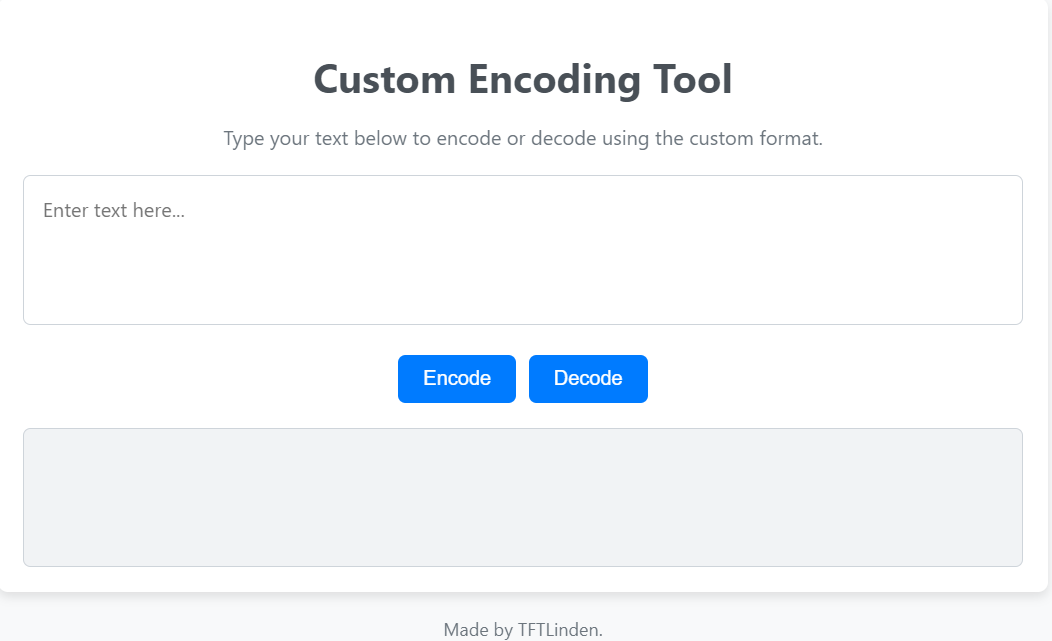 Custom Encoding Tool
Type your text below to encode or decode using the custom format.
Enter text here...
Encode Decode
Made by TFTLinden.